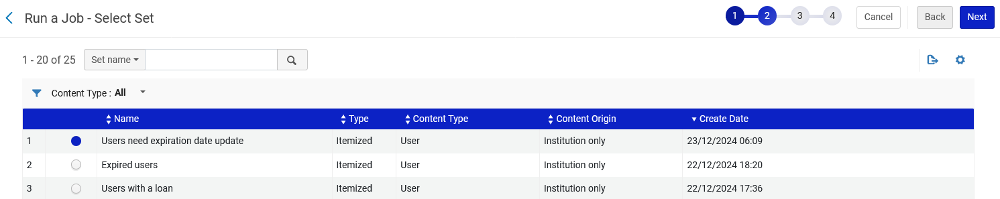 Run a Job - Select Set 1 2 3 4 Cancel Back Next
1 - 20 of 25 Set name
Content Type : All
Name Type Content Type Content Origin Create Date
1 Users need expiration date update Itemized User Institution only 23/12/2024 06:09
2 Expired users Itemized User Institution only 22/12/2024 18:20
3 Users with a loan Itemized User Institution only 22/12/2024 17:36